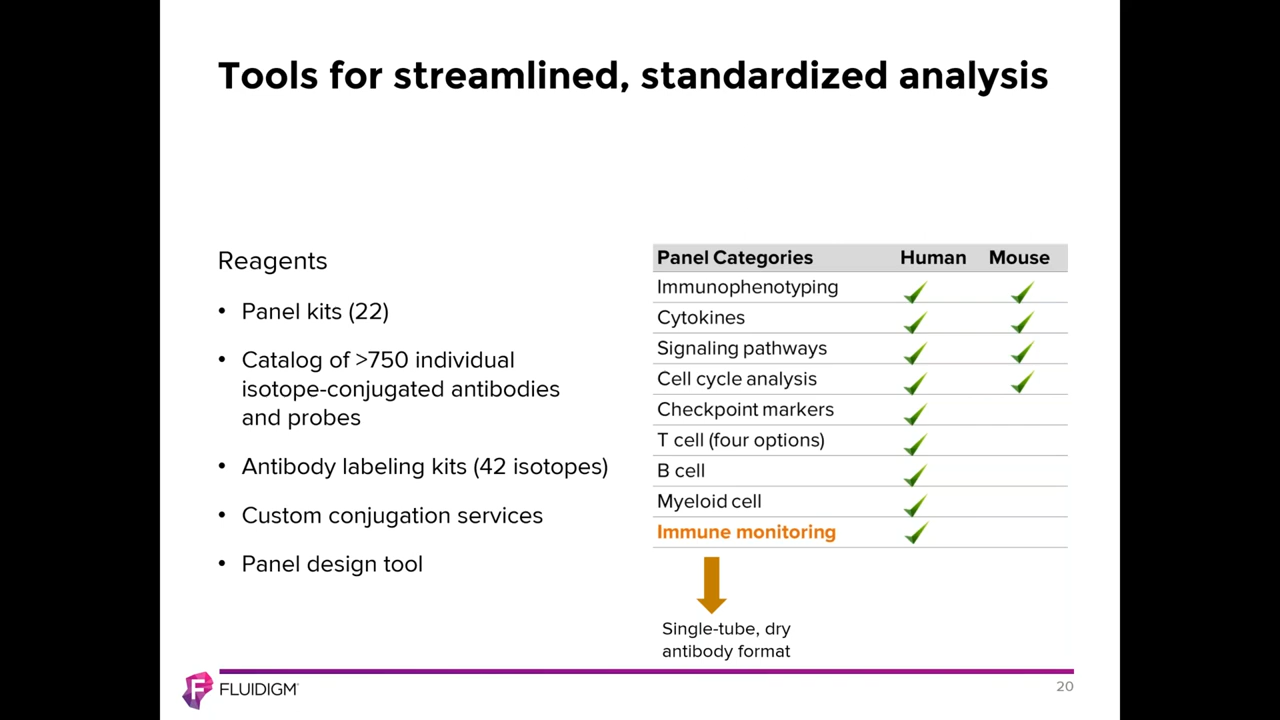 Tools for streamlined, standardized analysis
Reagents
• Panel kits (22)
• Catalog of >750 individual
isotope-conjugated antibodies
and probes
• Antibody labeling kits (42 isotopes)
• Custom conjugation services
• Panel design tool
Panel Categories Human Mouse
Immunophenotyping
Cytokines
Signaling pathways
Cell cycle analysis
Checkpoint markers
T cell (four options)
B cell
Myeloid cell
Immune monitoring
Single-tube, dry
antibody format
F FLUIDIGM
20